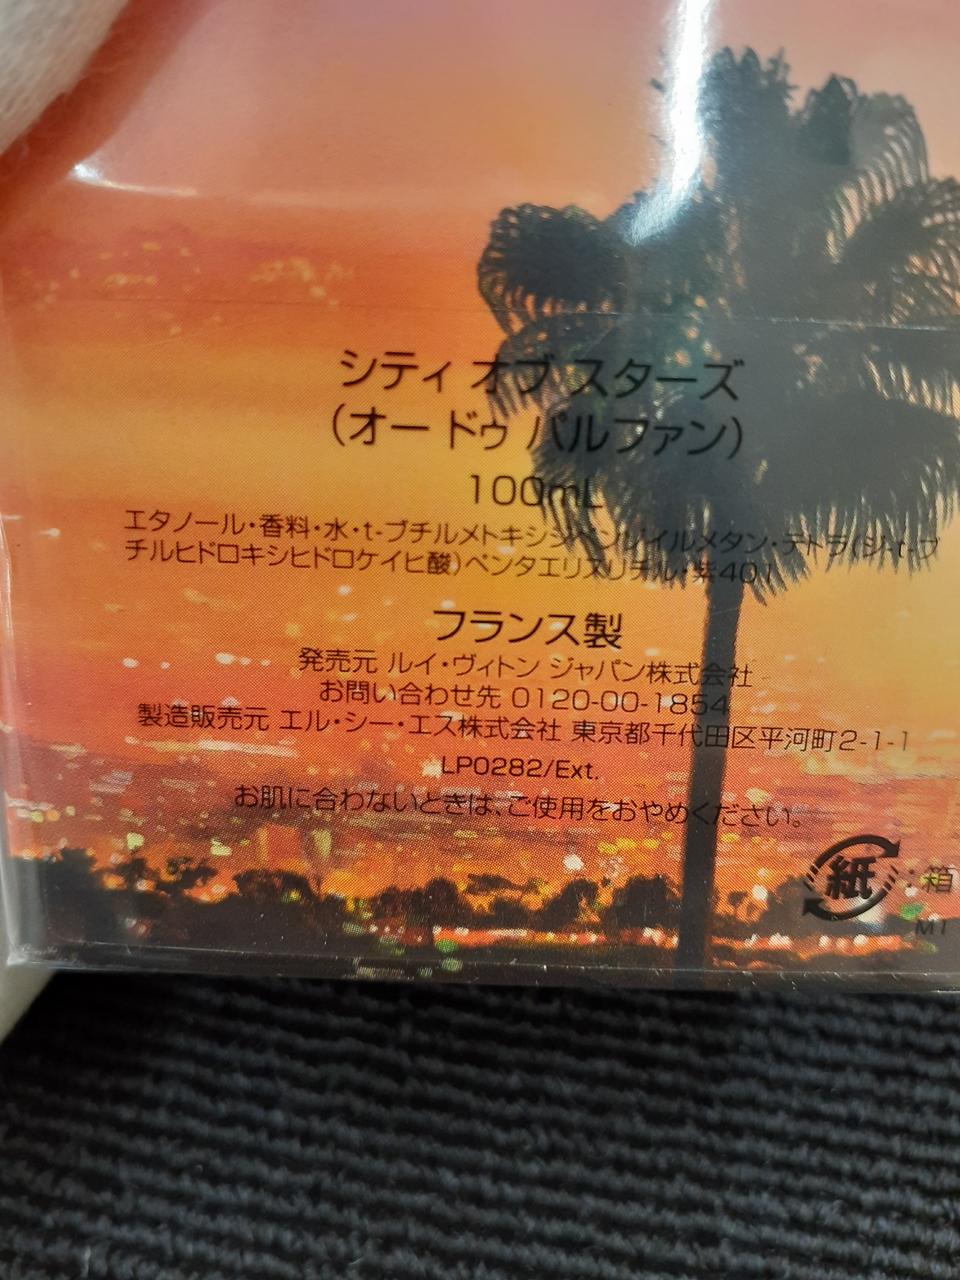 シティ オブ スターズ
(オー ドゥ パルファン)
100mL
エタノール・香料・水・t-ブチルメトキシジベンゾイルメタン・テトラ(ジ-t-ブ
チルヒドロキシヒドロケイヒ酸)ペンタエリスリチル・紫401
フランス製
発売元 ルイ・ヴィトン ジャパン株式会社
お問い合わせ先 0120-00-1854
製造販売元 エル・シー・エス株式会社 東京都千代田区平河町2-1-1
LP0282/Ext.
お肌に合わないときは、ご使用をおやめください。
紙 : 箱
M1